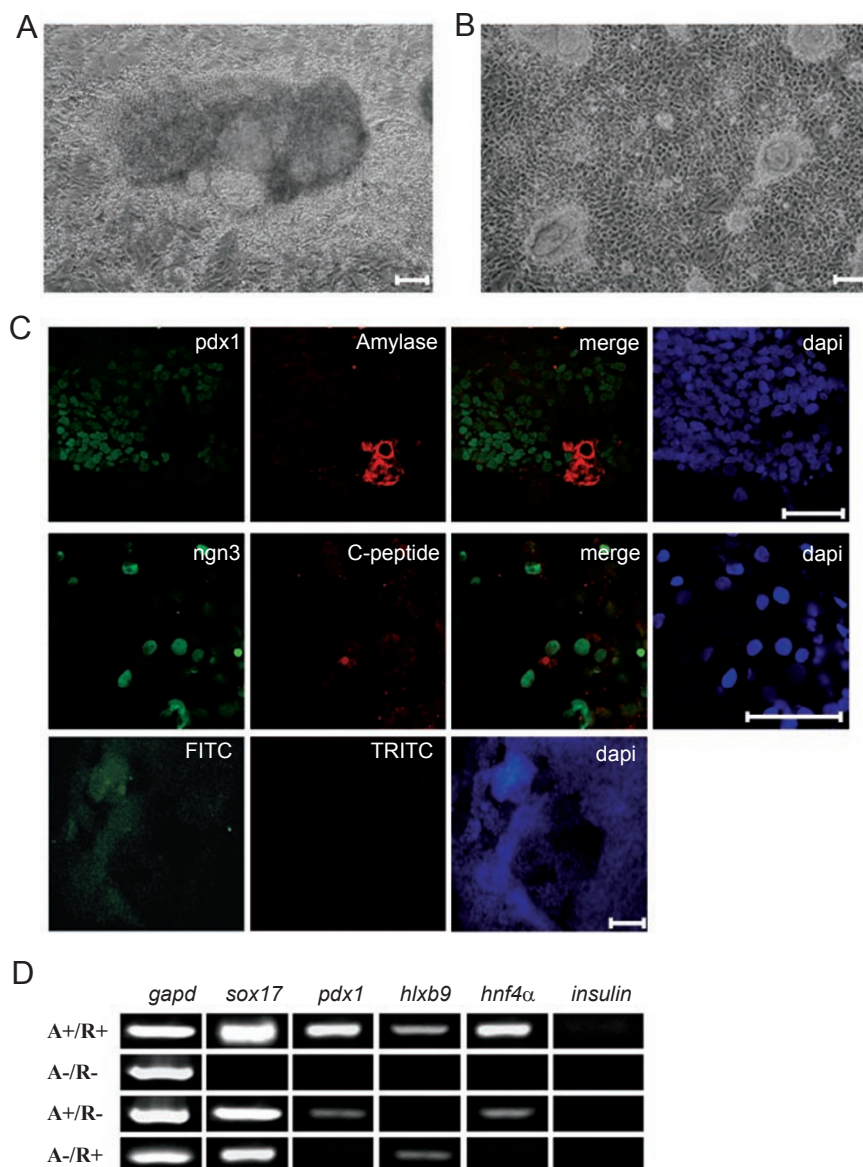 A
B
C
pdx1 Amylase merge dapi
ngn3 C-peptide merge dapi
FITC TRITC dapi
D
gapd sox17 pdx1 hlxb9 hnf4α insulin
A+/R+
A-/R-
A+/R-
A-/R+